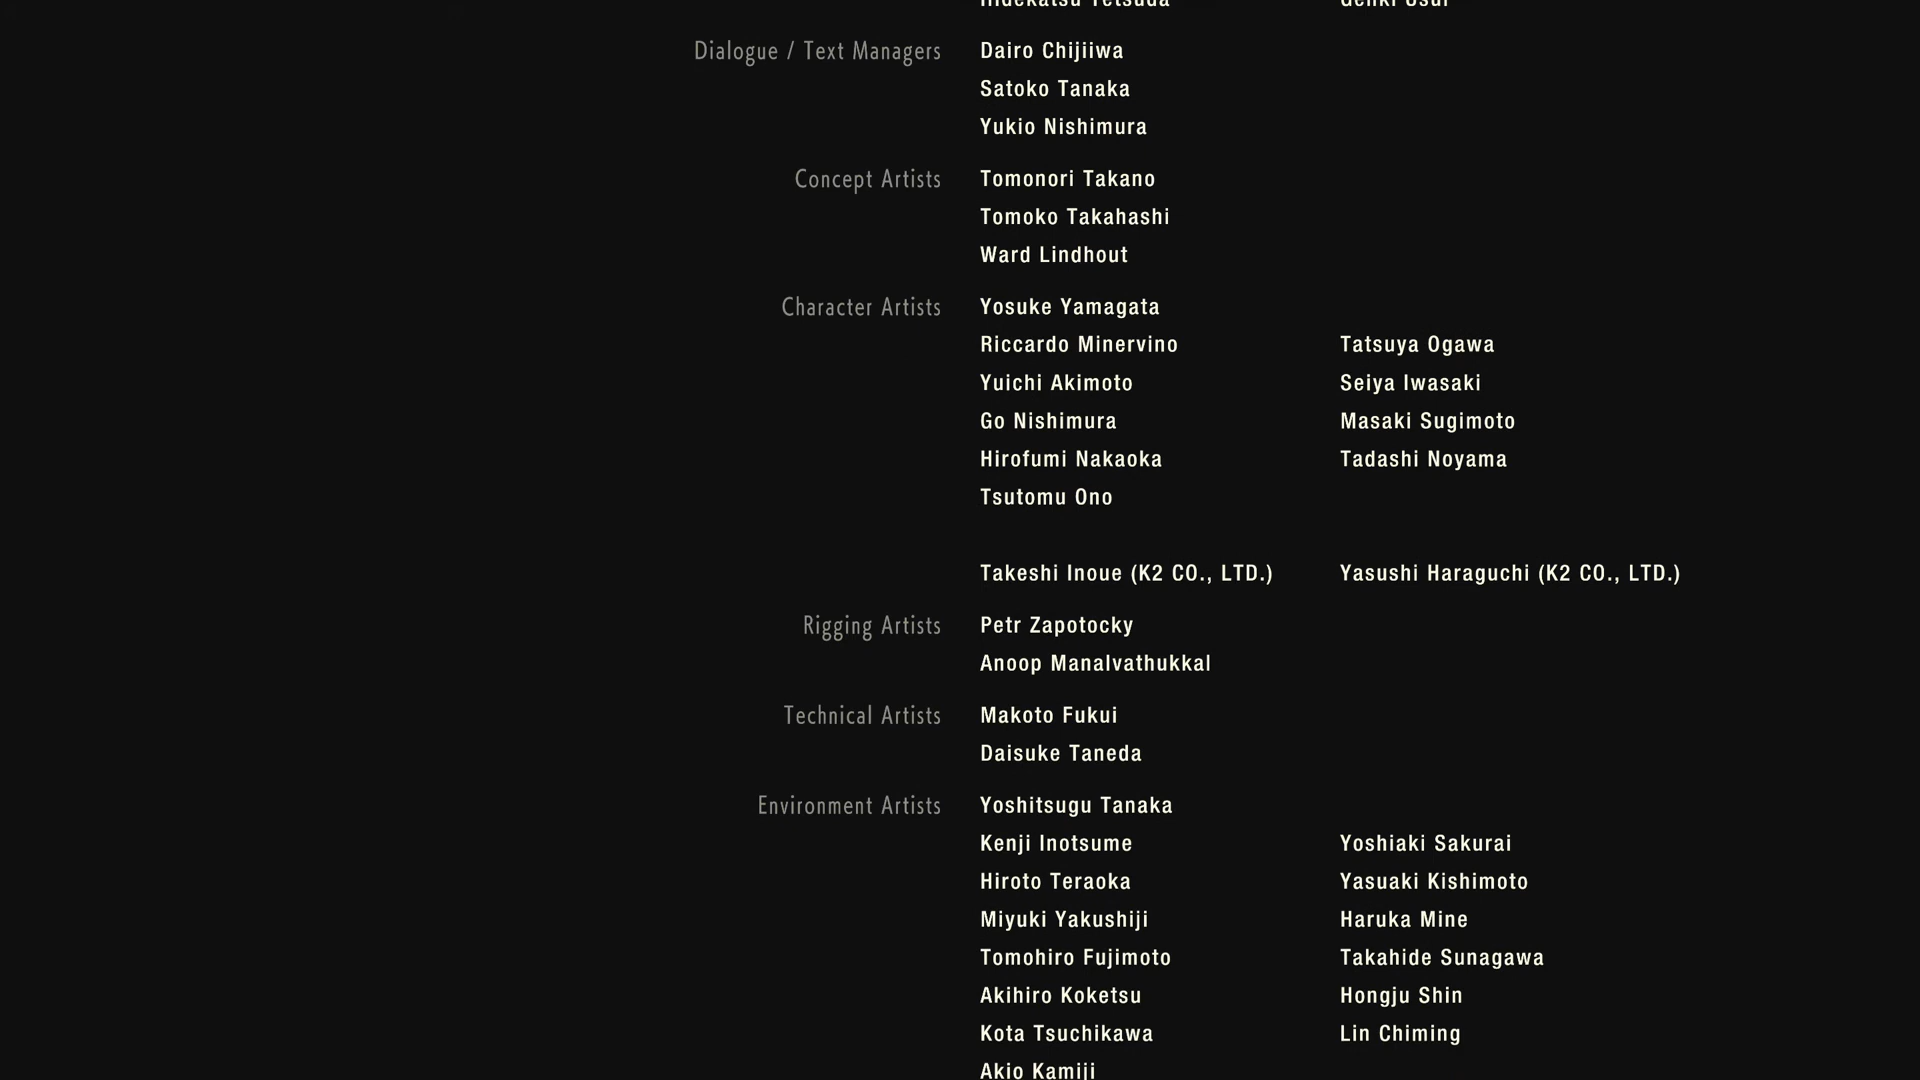 Hidekatsu Tetsuda Genki Usui
Dialogue / Text Managers Dairo Chijiiwa
Satoko Tanaka
Yukio Nishimura
Concept Artists Tomonori Takano
Tomoko Takahashi
Ward Lindhout
Character Artists Yosuke Yamagata
Riccardo Minervino Tatsuya Ogawa
Yuichi Akimoto Seiya Iwasaki
Go Nishimura Masaki Sugimoto
Hirofumi Nakaoka Tadashi Noyama
Tsutomu Ono
Takeshi Inoue (K2 CO., LTD.) Yasushi Haraguchi (K2 CO., LTD.)
Rigging Artists Petr Zapotocky
Anoop Manalvathukkal
Technical Artists Makoto Fukui
Daisuke Taneda
Environment Artists Yoshitsugu Tanaka
Kenji Inotsume Yoshiaki Sakurai
Hiroto Teraoka Yasuaki Kishimoto
Miyuki Yakushiji Haruka Mine
Tomohiro Fujimoto Takahide Sunagawa
Akihiro Koketsu Hongju Shin
Kota Tsuchikawa Lin Chiming
Akio Kamiji